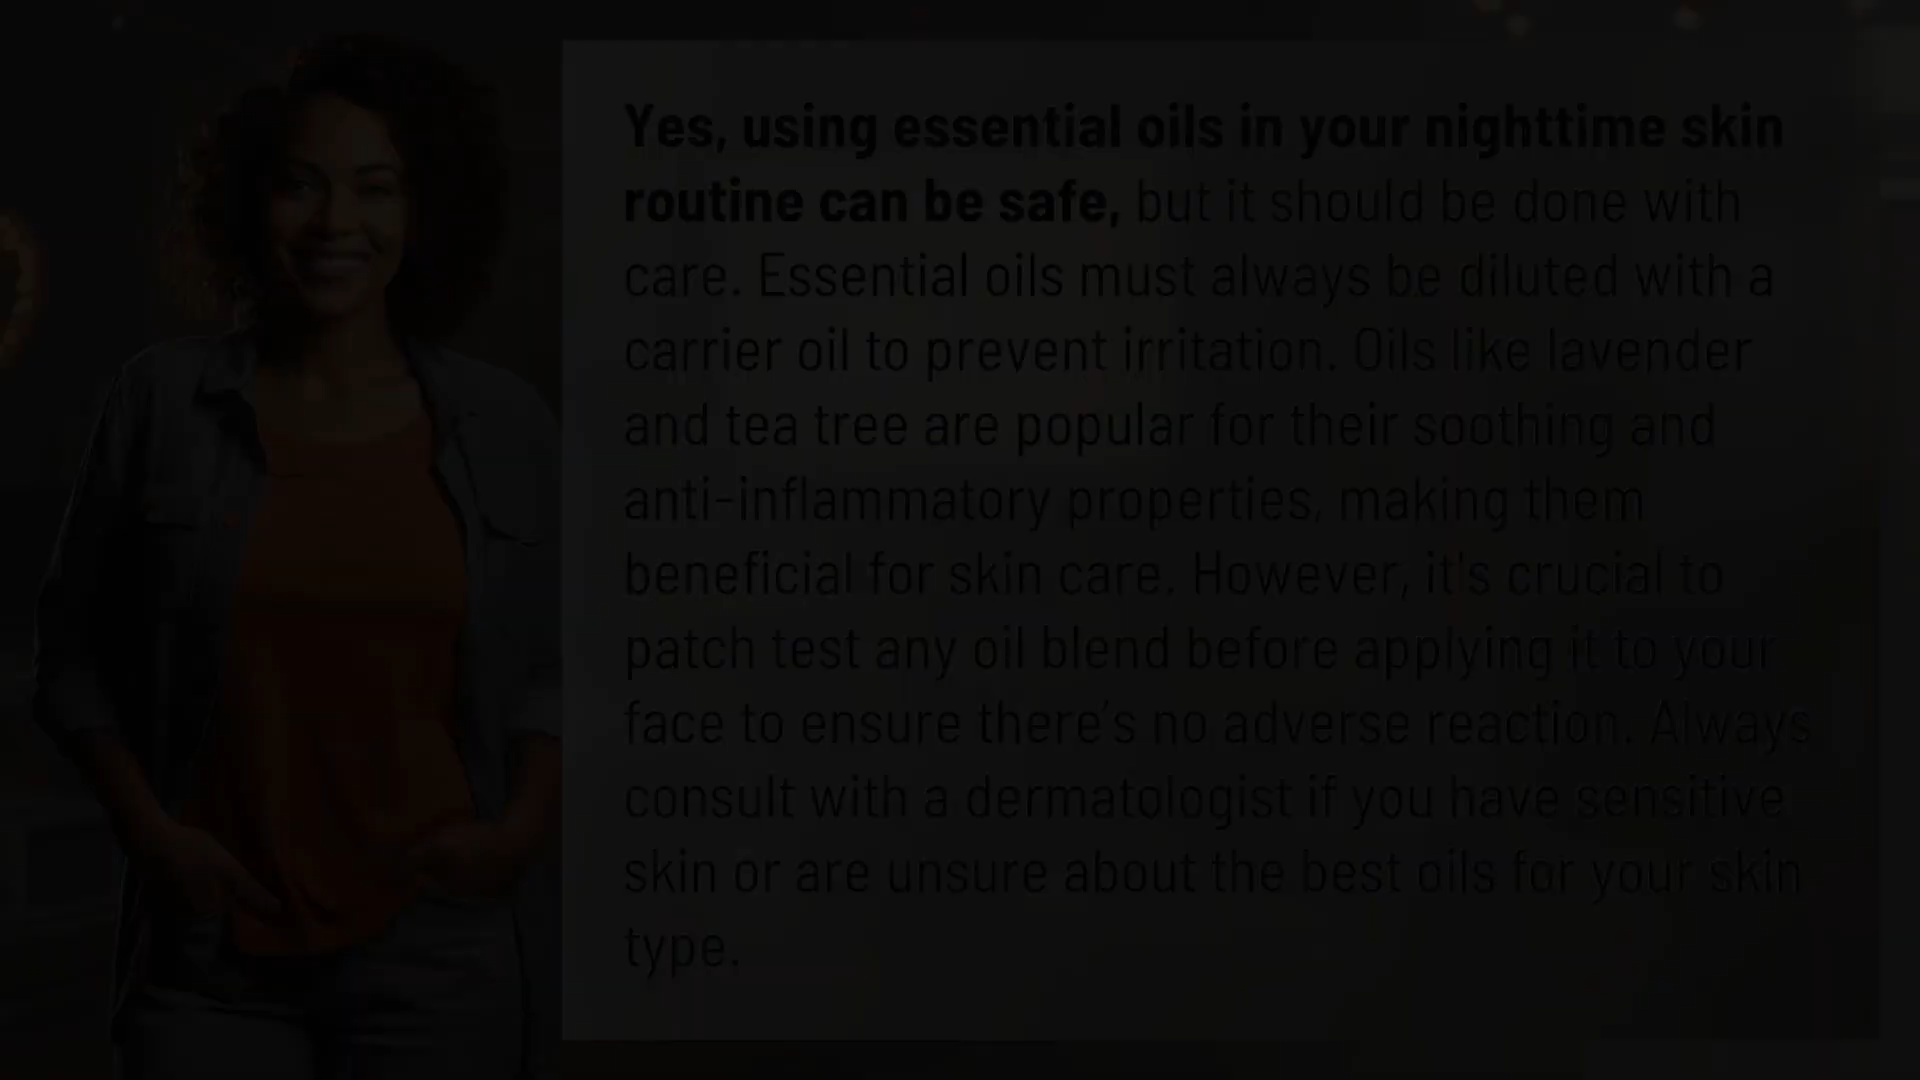 Yes, using essential oils in your nighttime skin
routine can be safe, but it should be done with
care. Essential oils must always be diluted with a
carrier oil to prevent irritation. Oils like lavender
and tea tree are popular for their soothing and
anti-inflammatory properties, making them
beneficial for skin care. However, it's crucial to
patch test any oil blend before applying it to your
face to ensure there's no adverse reaction. Always
consult with a dermatologist if you have sensitive
skin or are unsure about the best oils for your skin
type.